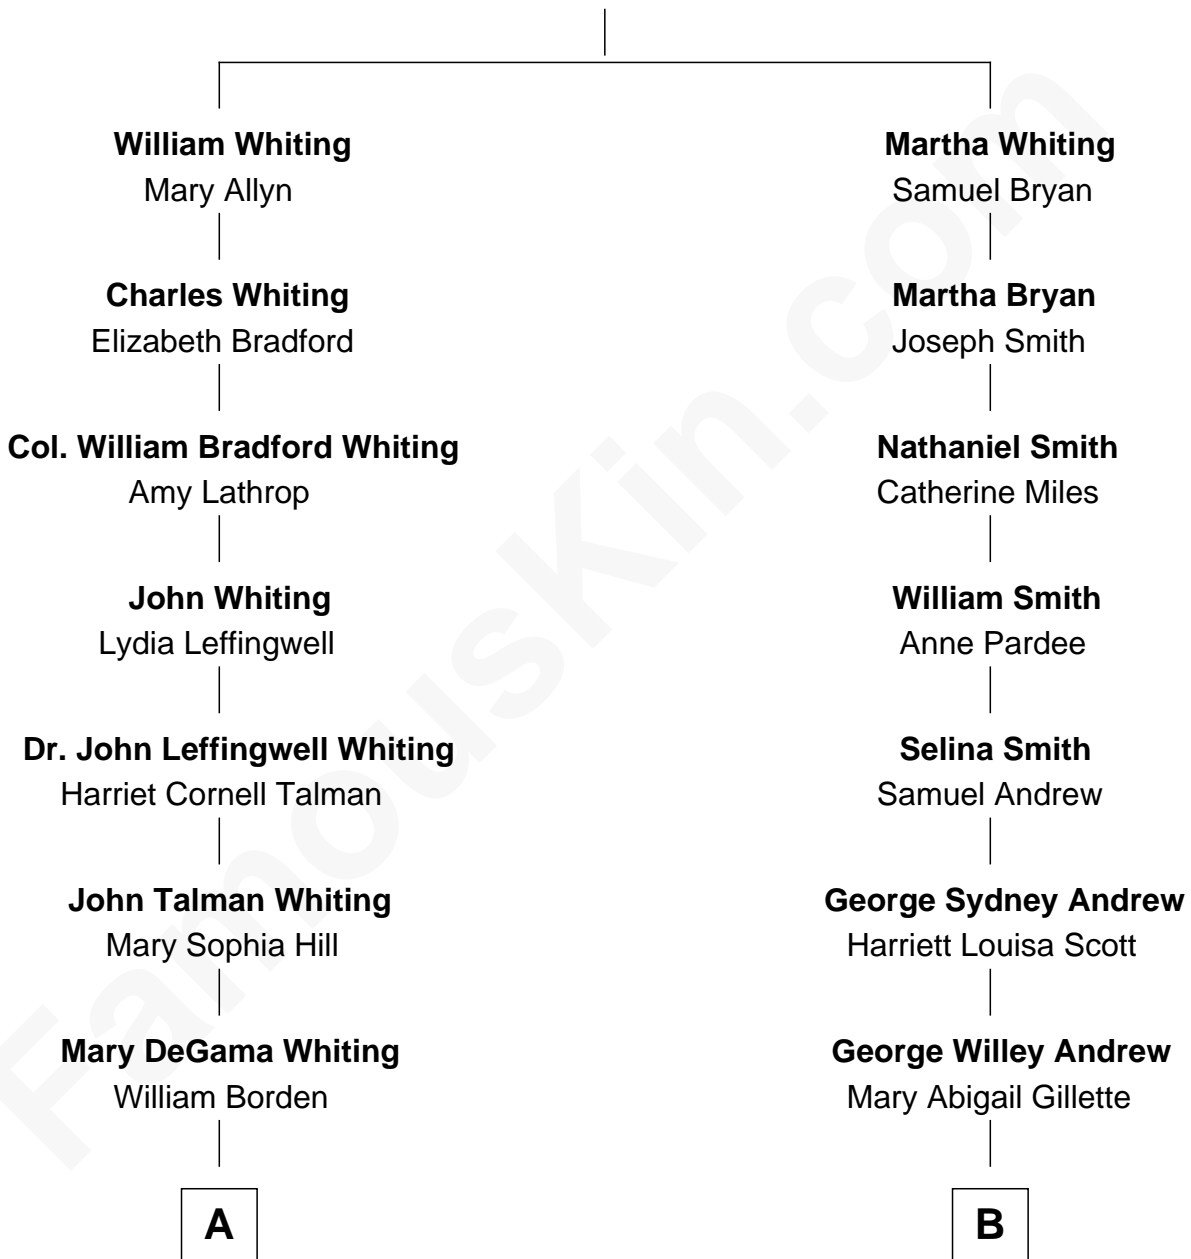 William Whiting
Mary Allyn
Charles Whiting
Elizabeth Bradford
Col. William Bradford Whiting
Amy Lathrop
John Whiting
Lydia Leffingwell
Dr. John Leffingwell Whiting
Harriet Cornell Talman
John Talman Whiting
Mary Sophia Hill
Mary DeGama Whiting
William Borden
A
Martha Whiting
Samuel Bryan
Martha Bryan
Joseph Smith
Nathaniel Smith
Catherine Miles
William Smith
Anne Pardee
Selina Smith
Samuel Andrew
George Sydney Andrew
Harriett Louisa Scott
George Willey Andrew
Mary Abigail Gillette
B
FamousKin.com